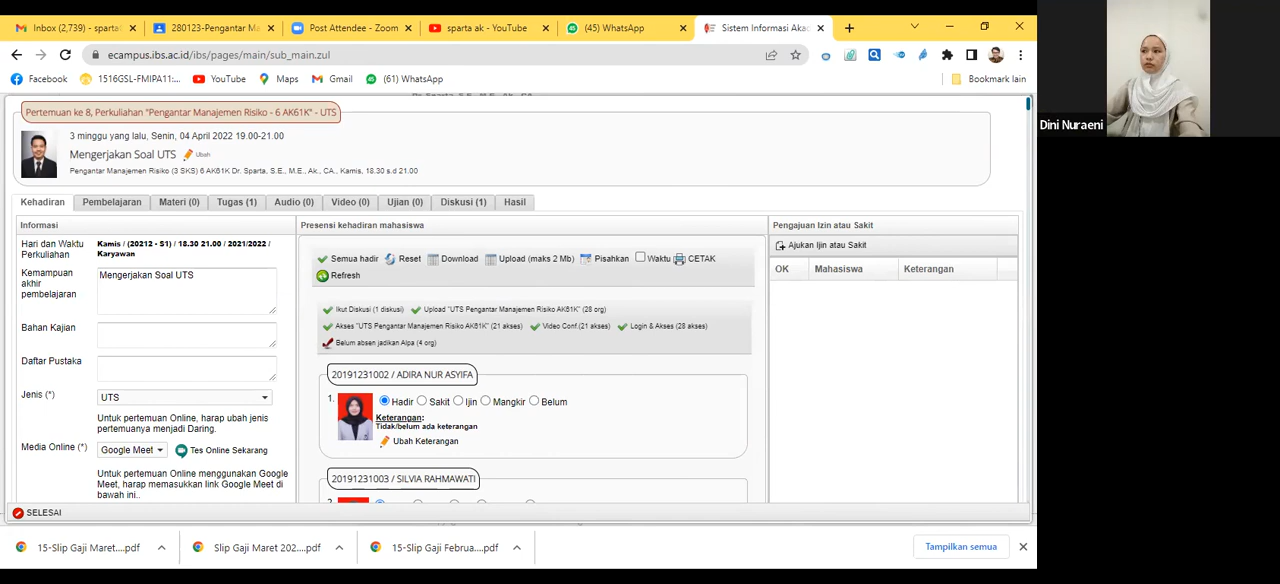 Inbox (2,739) - sparta
280123-Pengantar M
Post Attendee - Zoom
sparta ak - YouTube
(45) WhatsApp
Sistem Informasi Aka
ecampus.ibs.ac.id/ibs/pages/main/sub_main.zul
Facebook
1516GSL-FMIPA11:...
YouTube
Maps
Gmail
(61) WhatsApp
Bookmark lain
Pertemuan ke 8, Perkuliahan "Pengantar Manajemen Risiko - 6 AK61K" - UTS
3 minggu yang lalu, Senin, 04 April 2022 19.00-21.00
Mengerjakan Soal UTS
Ubah
Pengantar Manajemen Risiko (3 SKS) 6 AK61K Dr. Sparta, S.E., M.E., Ak., CA., Kamis, 18.30 s.d 21.00
Kehadiran
Pembelajaran
Materi (0)
Tugas (1)
Audio (0)
Video (0)
Ujian (0)
Diskusi (1)
Hasil
Informasi
Hari dan Waktu
Perkuliahan
Kamis / (20212 - S1) / 18.30 21.00 / 2021/2022 /
Karyawan
Kemampuan
akhir
pembelajaran
Mengerjakan Soal UTS
Bahan Kajian
Daftar Pustaka
Jenis (*)
UTS
Untuk pertemuan Online, harap ubah jenis
pertemuanya menjadi Daring.
Media Online (*)
Google Meet
Tes Online Sekarang
Untuk pertemuan Online menggunakan Google
Meet, harap memasukkan link Google Meet di
bawah ini..
Presensi kehadiran mahasiswa
Semua hadir
Reset
Download
Upload (maks 2 Mb)
Pisahkan
Waktu
CETAK
Refresh
Ikut Diskusi (1 diskusi)
Upload "UTS Pengantar Manajemen Risiko AK61K" (28 org)
Akses "UTS Pengantar Manajemen Risiko AK61K" (21 akses)
Video Conf.(21 akses)
Login & Akses (28 akses)
Belum absen jadikan Alpa (4 org)
20191231002 / ADIRA NUR ASYIFA
1.
Hadir
Sakit
Ijin
Mangkir
Belum
Keterangan:
Tidak/belum ada keterangan
Ubah Keterangan
20191231003 / SILVIA RAHMAWATI
Pengajuan Izin atau Sakit
Ajukan Ijin atau Sakit
OK
Mahasiswa
Keterangan
SELESAI
15-Slip Gaji Maret....pdf
Slip Gaji Maret 202....pdf
15-Slip Gaji Februa....pdf
Tampilkan semua
Dini Nuraeni